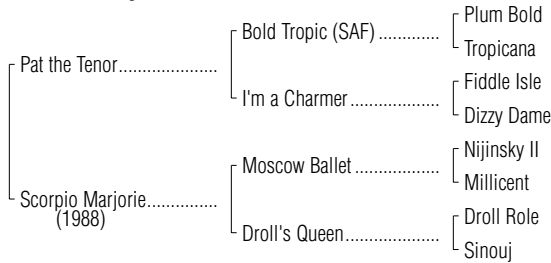 Plum Bold
Bold Tropic (SAF) .............
Tropicana
Pat the Tenor.....................
Fiddle Isle
I'm a Charmer ...................
Dizzy Dame
Nijinsky II
Moscow Ballet ..................
Millicent
Scorpio Marjorie...............
(1988)
Droll Role
Droll's Queen....................
Sinouj